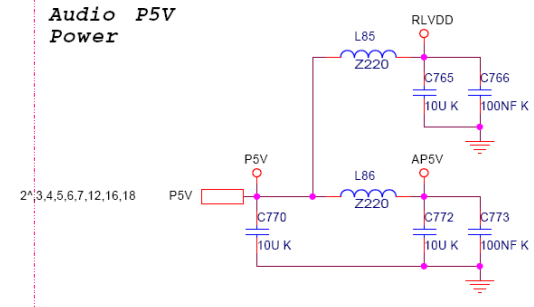 Audio P5V
Power
RLVDD
L85
Z220
C765
C766
10U K
100NF K
P5V
L86
AP5V
2^,3,4,5,6,7,12,16,18
P5V
Z220
C770
C772
C773
10U K
10U K
100NF K